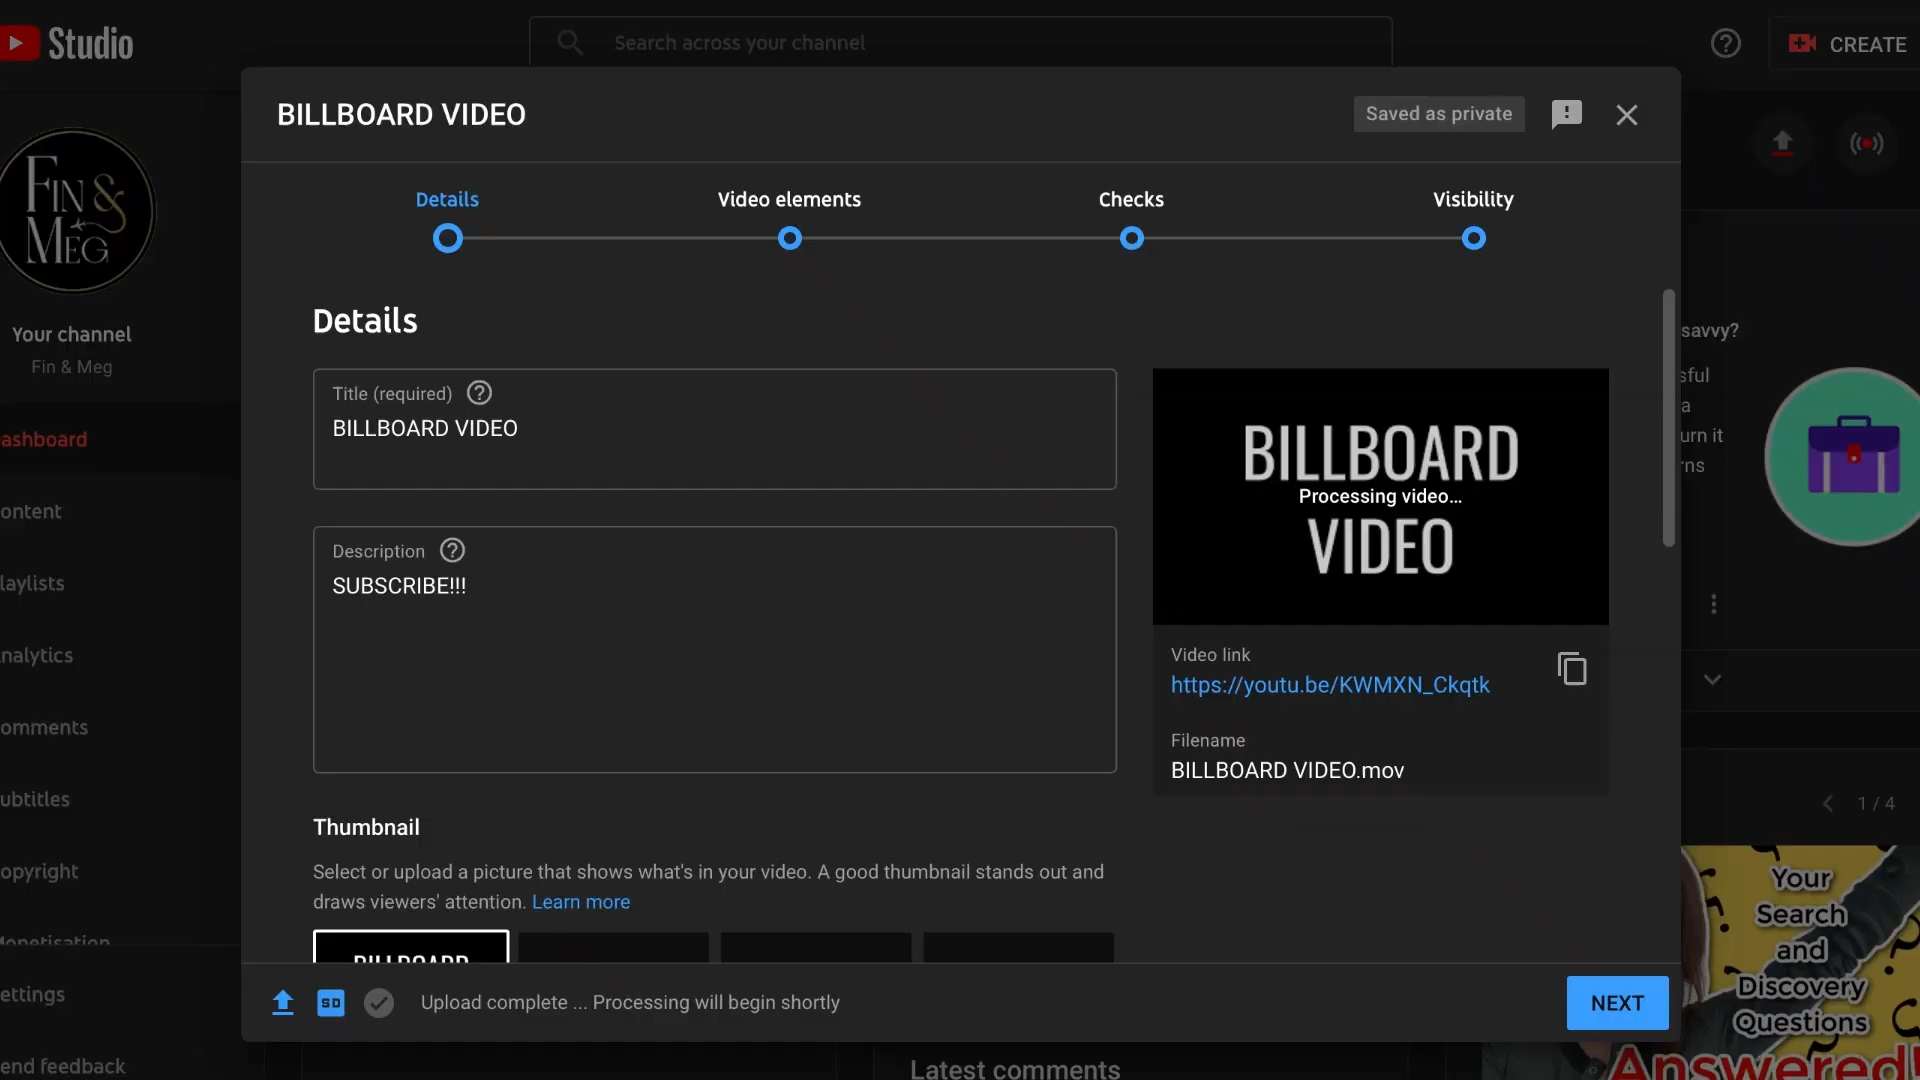 Studio
Search across your channel
CREATE
BILLBOARD VIDEO
Saved as private
Details
Video elements
Checks
Visibility
FIN &
MEG
Your channel
Fin & Meg
Details
Title (required)
BILLBOARD VIDEO
Description
SUBSCRIBE!!!
BILLBOARD
Processing video...
VIDEO
Video link
https://youtu.be/KWMXN_Ckqtk
Filename
BILLBOARD VIDEO.mov
Thumbnail
Select or upload a picture that shows what's in your video. A good thumbnail stands out and
draws viewers' attention. Learn more
BILLBOARD
SD
Upload complete ... Processing will begin shortly
NEXT
ashboard
ontent
laylists
nalytics
omments
ubtitles
opyright
onetisation
ettings
end feedback
savvy?
sful
a
urn it
rns
1 / 4
Your
Search
and
Discovery
Questions
Answered!
Latest comments